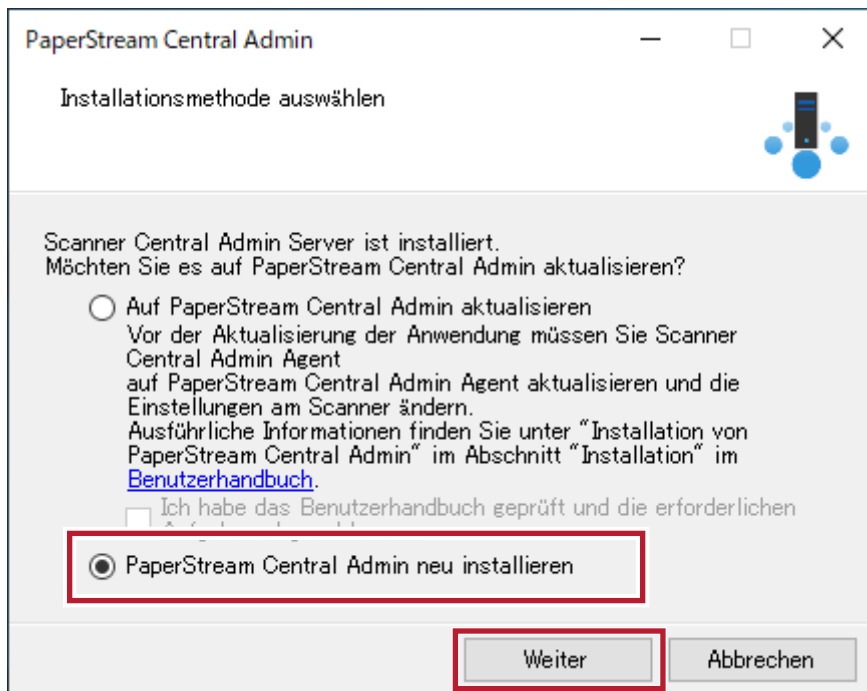 PaperStream Central Admin
Installationsmethode auswählen
Scanner Central Admin Server ist installiert.
Möchten Sie es auf PaperStream Central Admin aktualisieren?
Auf PaperStream Central Admin aktualisieren
Vor der Aktualisierung der Anwendung müssen Sie Scanner
Central Admin Agent
auf PaperStream Central Admin Agent aktualisieren und die
Einstellungen am Scanner ändern.
Ausführliche Informationen finden Sie unter "Installation von
PaperStream Central Admin" im Abschnitt "Installation" im
Benutzerhandbuch.
Ich habe das Benutzerhandbuch geprüft und die erforderlichen
PaperStream Central Admin neu installieren
Weiter
Abbrechen